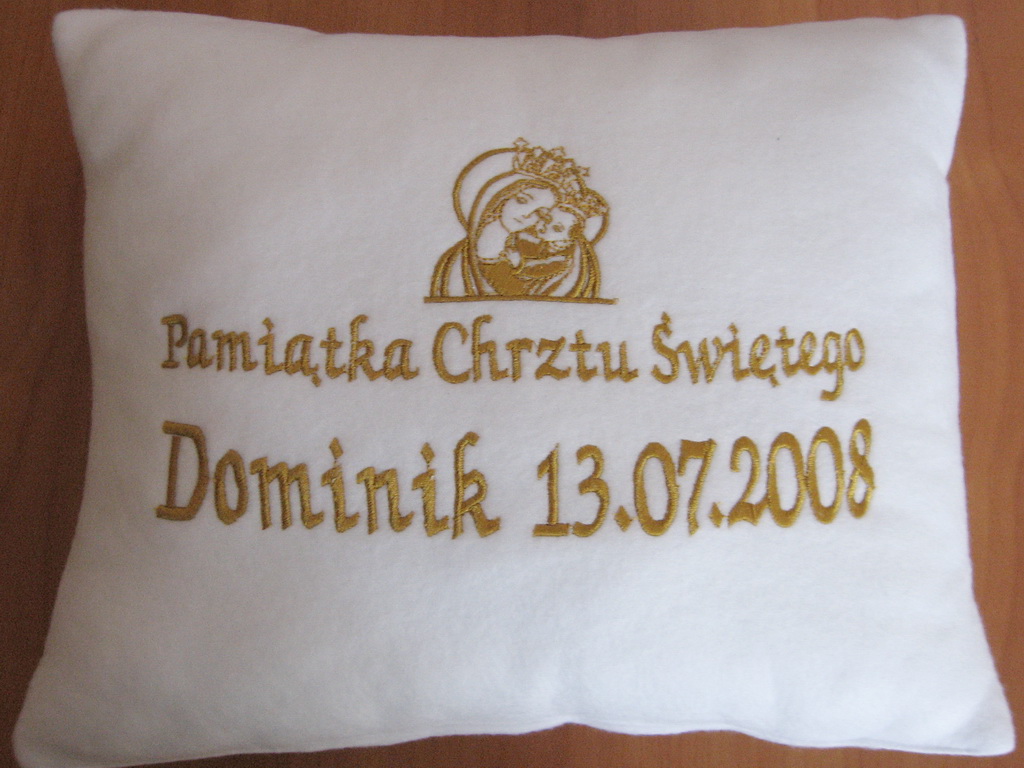 Pamiątka Chrztu Świętego
Dominik 13.07.2008